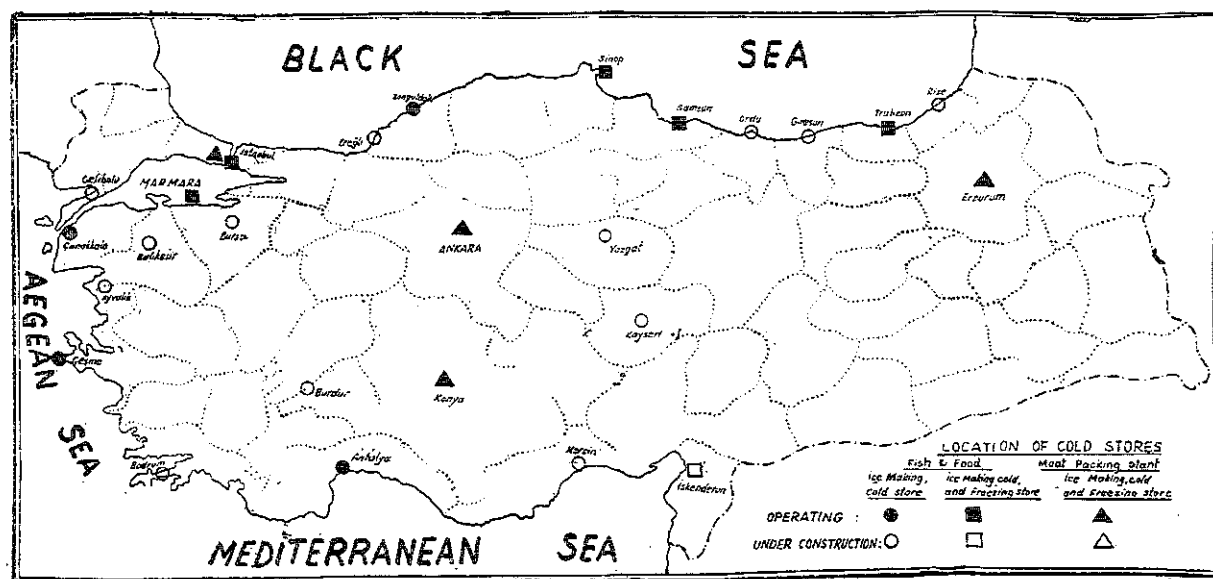 BLACK SEA
Sinop
Zonguldak
Samsun
Rize
Ordu
Giresun
Trabzon
Ereğli
Istanbul
MARMARA
Gelibolu
Erzurum
Bursa
ANKARA
Yozgat
Çanakkale
Balıkesir
Ayvalık
AEGEAN SEA
Kayseri
Çeşme
Burdur
Konya
Antalya
Mersin
Bodrum
İskenderun
MEDITERRANEAN SEA
LOCATION OF COLD STORES
Fish & Food Meat Packing plant
Ice Making, Ice Making cold, Ice Making, cold
Cold store and Freezing store and Freezing store
OPERATING :
UNDER CONSTRUCTION: